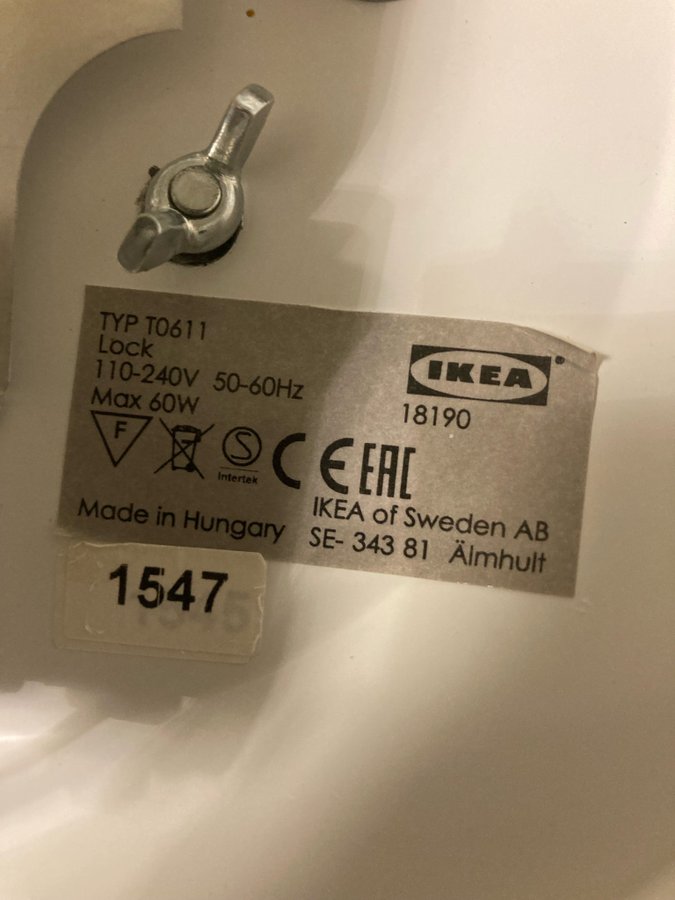 TYP T0611
Lock
110-240V 50-60Hz
Max 60W
F
S
Intertek
CE EAC
IKEA
18190
Made in Hungary
IKEA of Sweden AB
SE- 343 81 Älmhult
1547